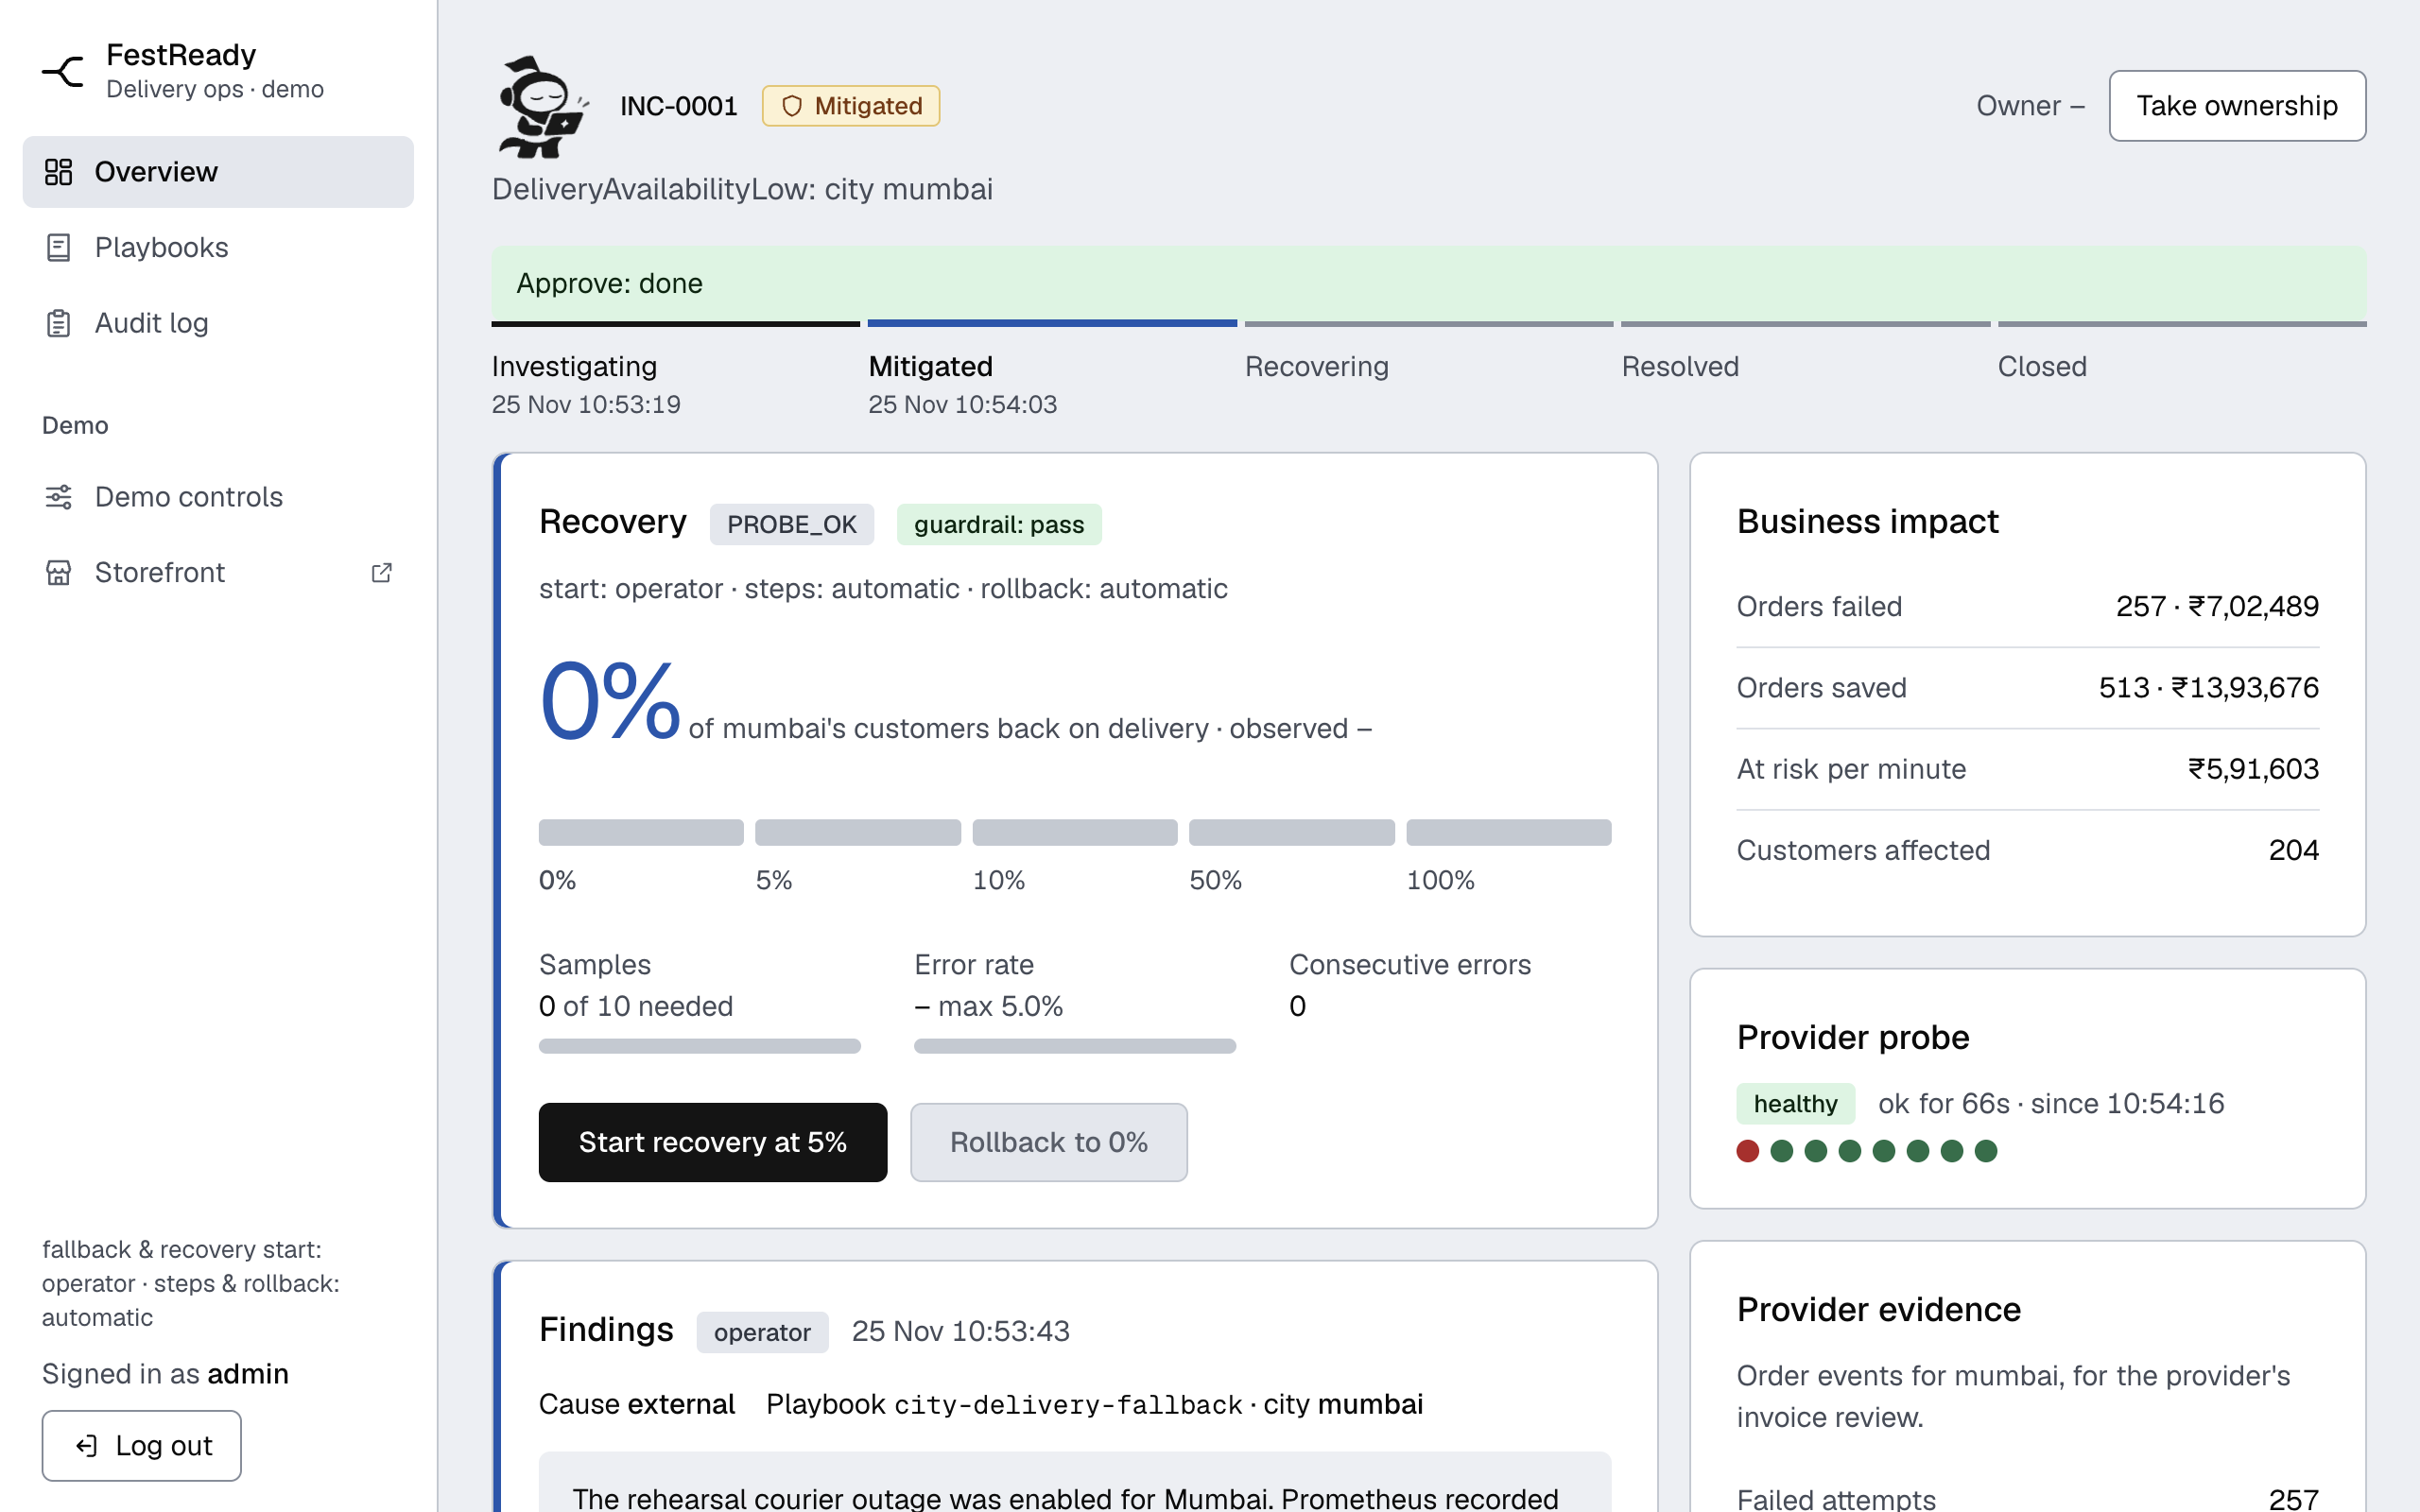 FestReady
Delivery ops · demo
Overview
Playbooks
Audit log
Demo
Demo controls
Storefront
fallback & recovery start:
operator · steps & rollback:
automatic
Signed in as admin
Log out
INC-0001
Mitigated
Owner –
Take ownership
DeliveryAvailabilityLow: city mumbai
Approve: done
Investigating
25 Nov 10:53:19
Mitigated
25 Nov 10:54:03
Recovering
Resolved
Closed
Recovery PROBE_OK guardrail: pass
start: operator · steps: automatic · rollback: automatic
0% of mumbai's customers back on delivery · observed –
0% 5% 10% 50% 100%
Samples
0 of 10 needed
Error rate
– max 5.0%
Consecutive errors
0
Start recovery at 5%
Rollback to 0%
Findings operator 25 Nov 10:53:43
Cause external Playbook city-delivery-fallback · city mumbai
The rehearsal courier outage was enabled for Mumbai. Prometheus recorded
Business impact
Orders failed 257 · ₹7,02,489
Orders saved 513 · ₹13,93,676
At risk per minute ₹5,91,603
Customers affected 204
Provider probe
healthy ok for 66s · since 10:54:16
Provider evidence
Order events for mumbai, for the provider's
invoice review.
Failed attempts 257